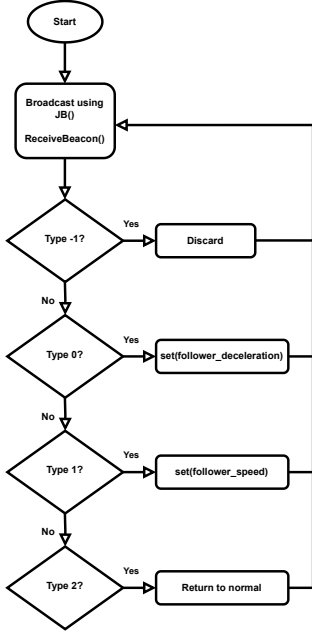 Start
Broadcast using
JB()
ReceiveBeacon()
Type -1?
Yes
Discard
No
Type 0?
Yes
set(follower_deceleration)
No
Type 1?
Yes
set(follower_speed)
No
Type 2?
Yes
Return to normal